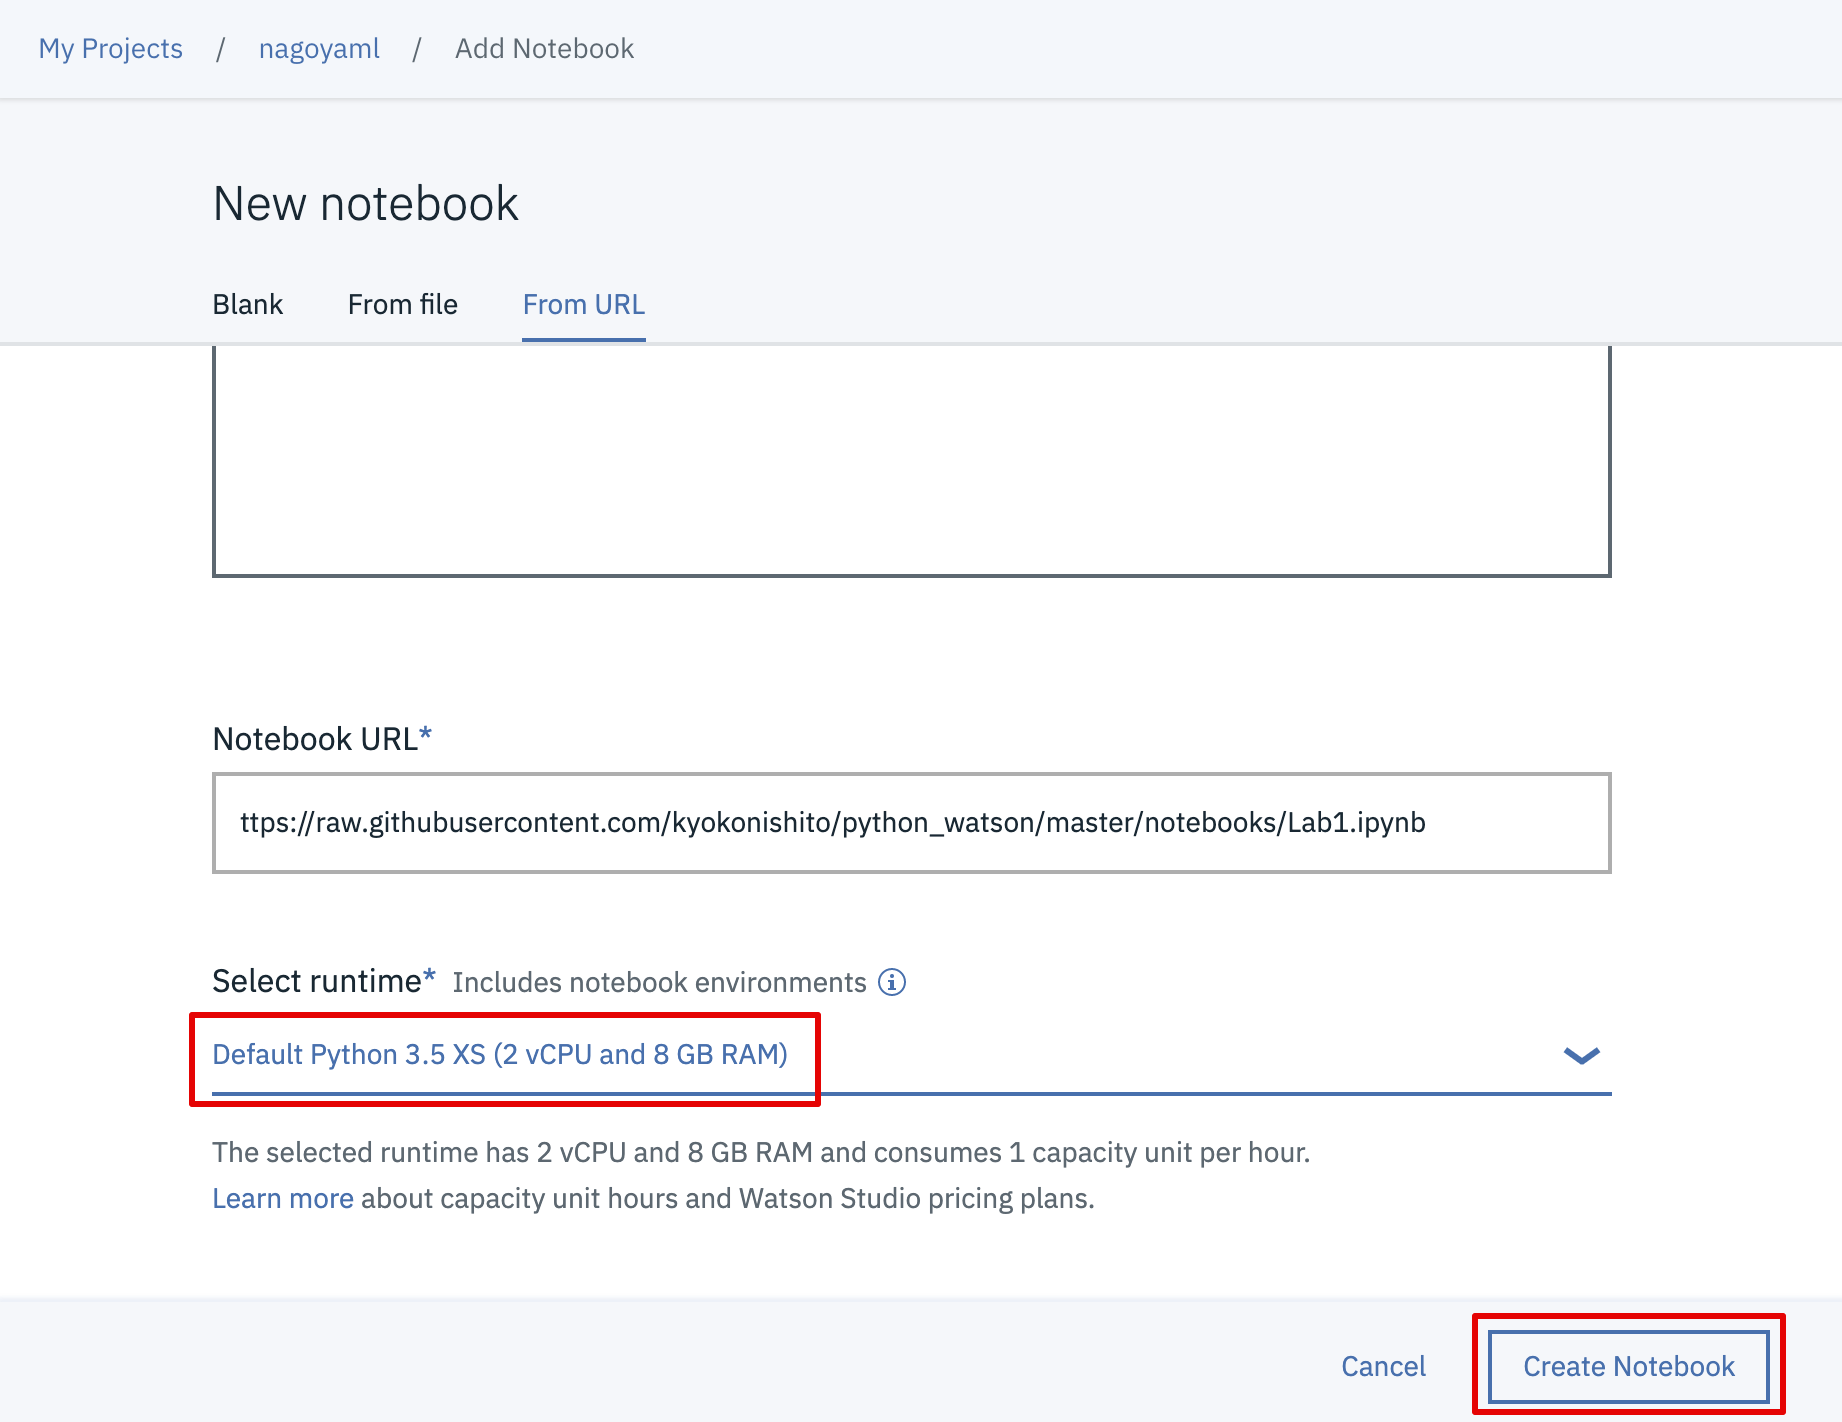 My Projects / nagoyaml / Add Notebook
New notebook
Blank From file From URL
Notebook URL*
ttps://raw.githubusercontent.com/kyokonishito/python_watson/master/notebooks/Lab1.ipynb
Select runtime* Includes notebook environments
Default Python 3.5 XS (2 vCPU and 8 GB RAM)
The selected runtime has 2 vCPU and 8 GB RAM and consumes 1 capacity unit per hour.
Learn more about capacity unit hours and Watson Studio pricing plans.
Cancel Create Notebook